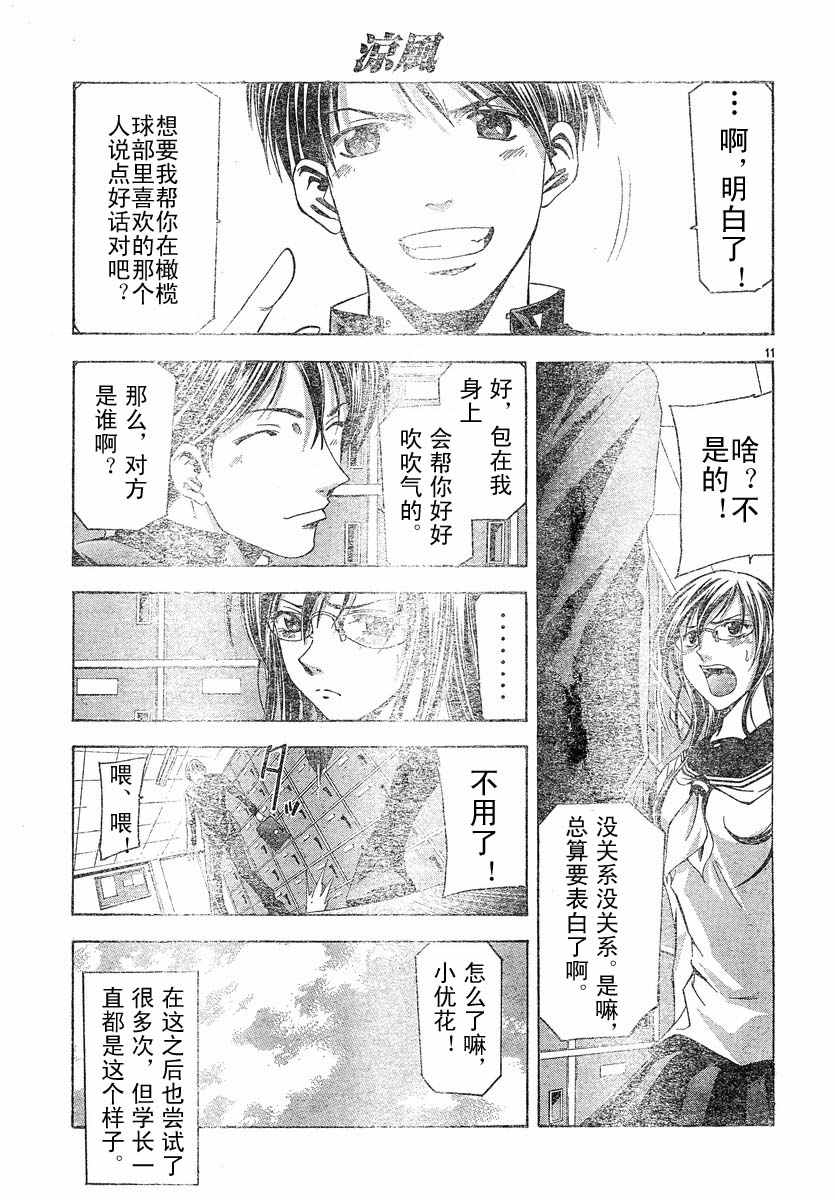 涼風
…啊，明
白了！
想要我帮你在橄榄
球部里喜欢的那个
人说点好话对吧？
11
啥？不
是的！
没关系没关系。是嘛，
总算要表白了啊。
好，包在我
身上
会帮你好好
吹吹气的。
那么，对方
是谁啊？
………
不用了！
喂、喂！
怎么了嘛，
小优花！
在这之后也尝试了
很多次，但学长一
直都是这个样子。